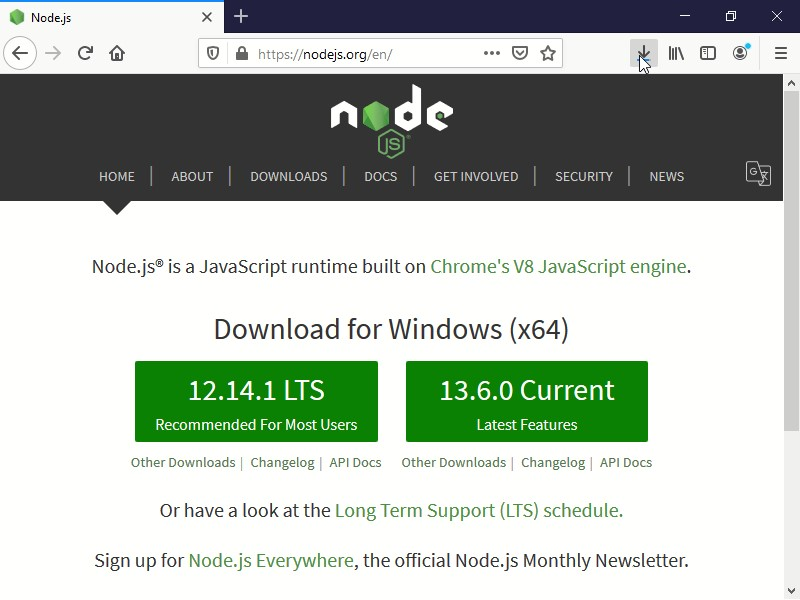 Node.js
https://nodejs.org/en/
node
JS
HOME | ABOUT | DOWNLOADS | DOCS | GET INVOLVED | SECURITY | NEWS
Node.js® is a JavaScript runtime built on Chrome's V8 JavaScript engine.
Download for Windows (x64)
12.14.1 LTS
Recommended For Most Users
13.6.0 Current
Latest Features
Other Downloads | Changelog | API Docs
Other Downloads | Changelog | API Docs
Or have a look at the Long Term Support (LTS) schedule.
Sign up for Node.js Everywhere, the official Node.js Monthly Newsletter.